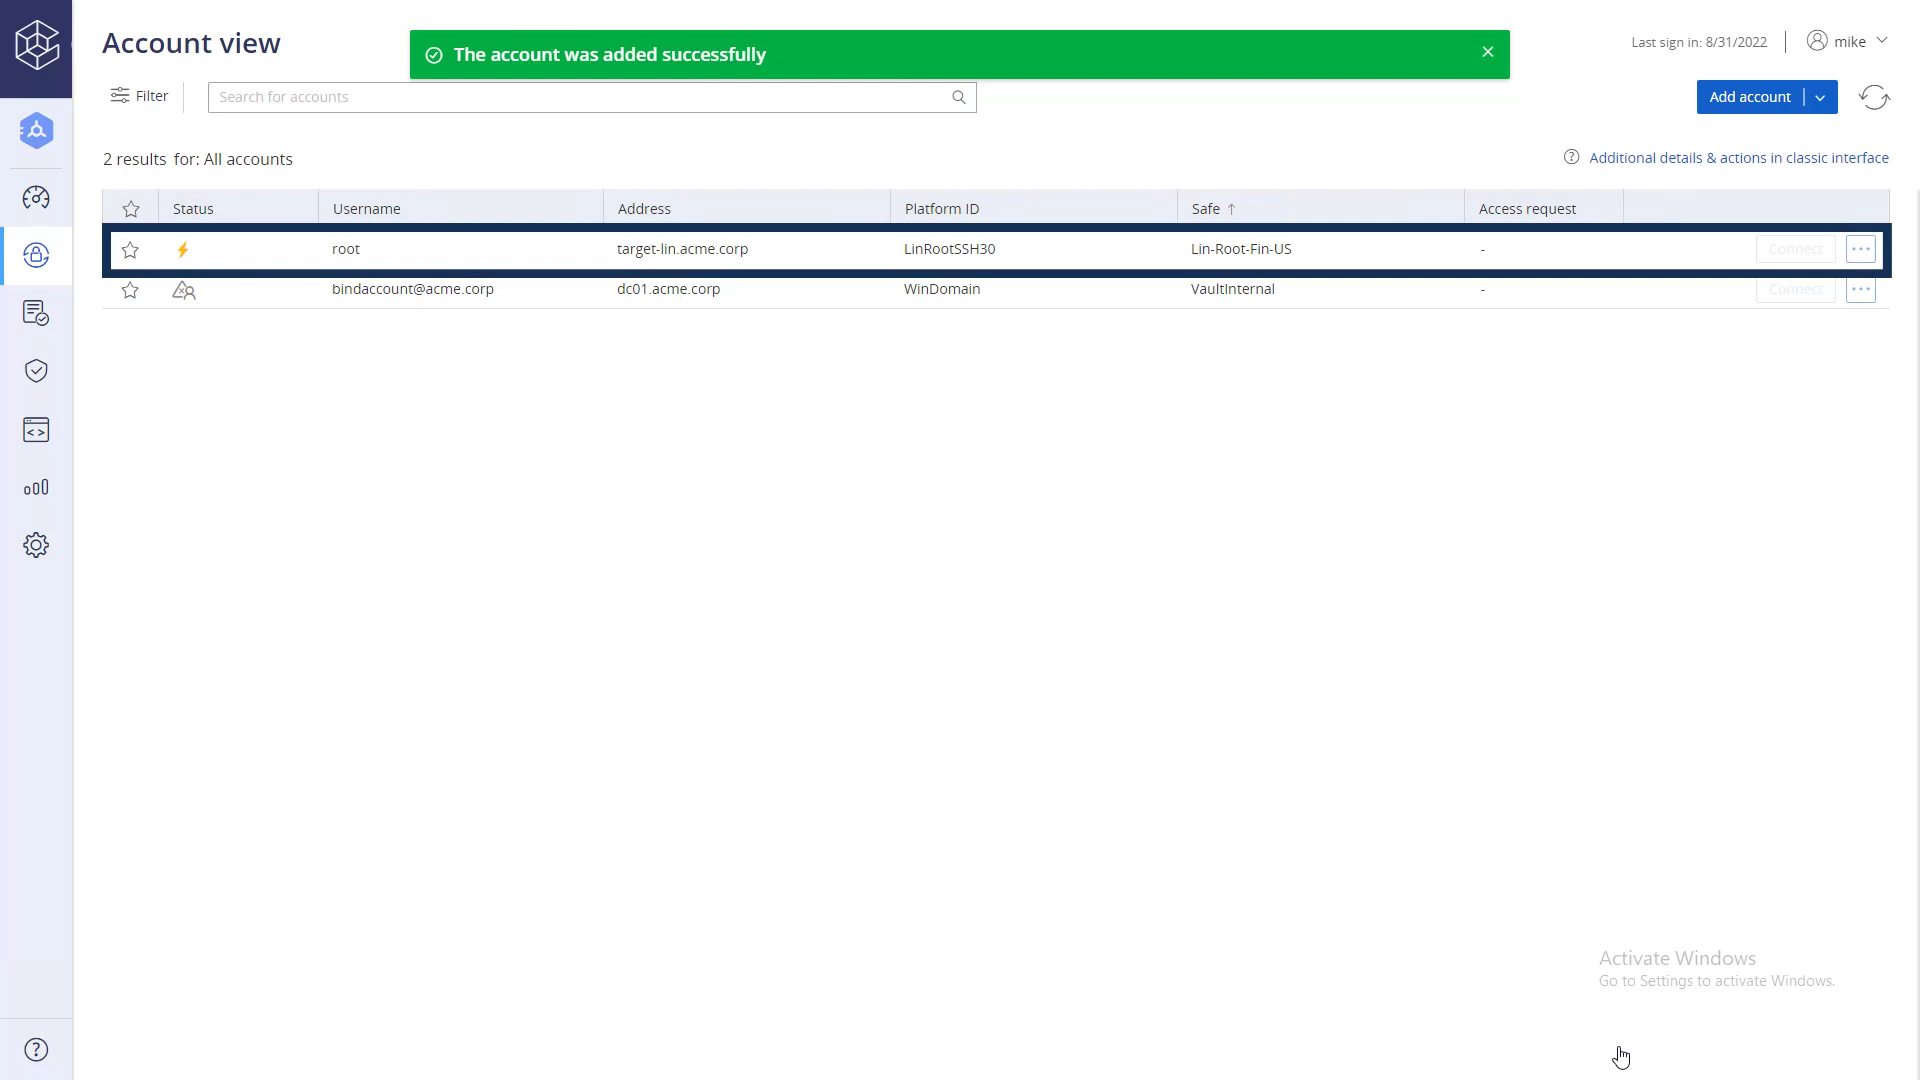 Account view
The account was added successfully
Last sign in: 8/31/2022
mike
Filter
Search for accounts
Add account
2 results for: All accounts
Additional details & actions in classic interface
Status Username Address Platform ID Safe ↑ Access request
root target-lin.acme.corp LinRootSSH30 Lin-Root-Fin-US - Connect ...
bindaccount@acme.corp dc01.acme.corp WinDomain VaultInternal - Connect ...
Activate Windows
Go to Settings to activate Windows.